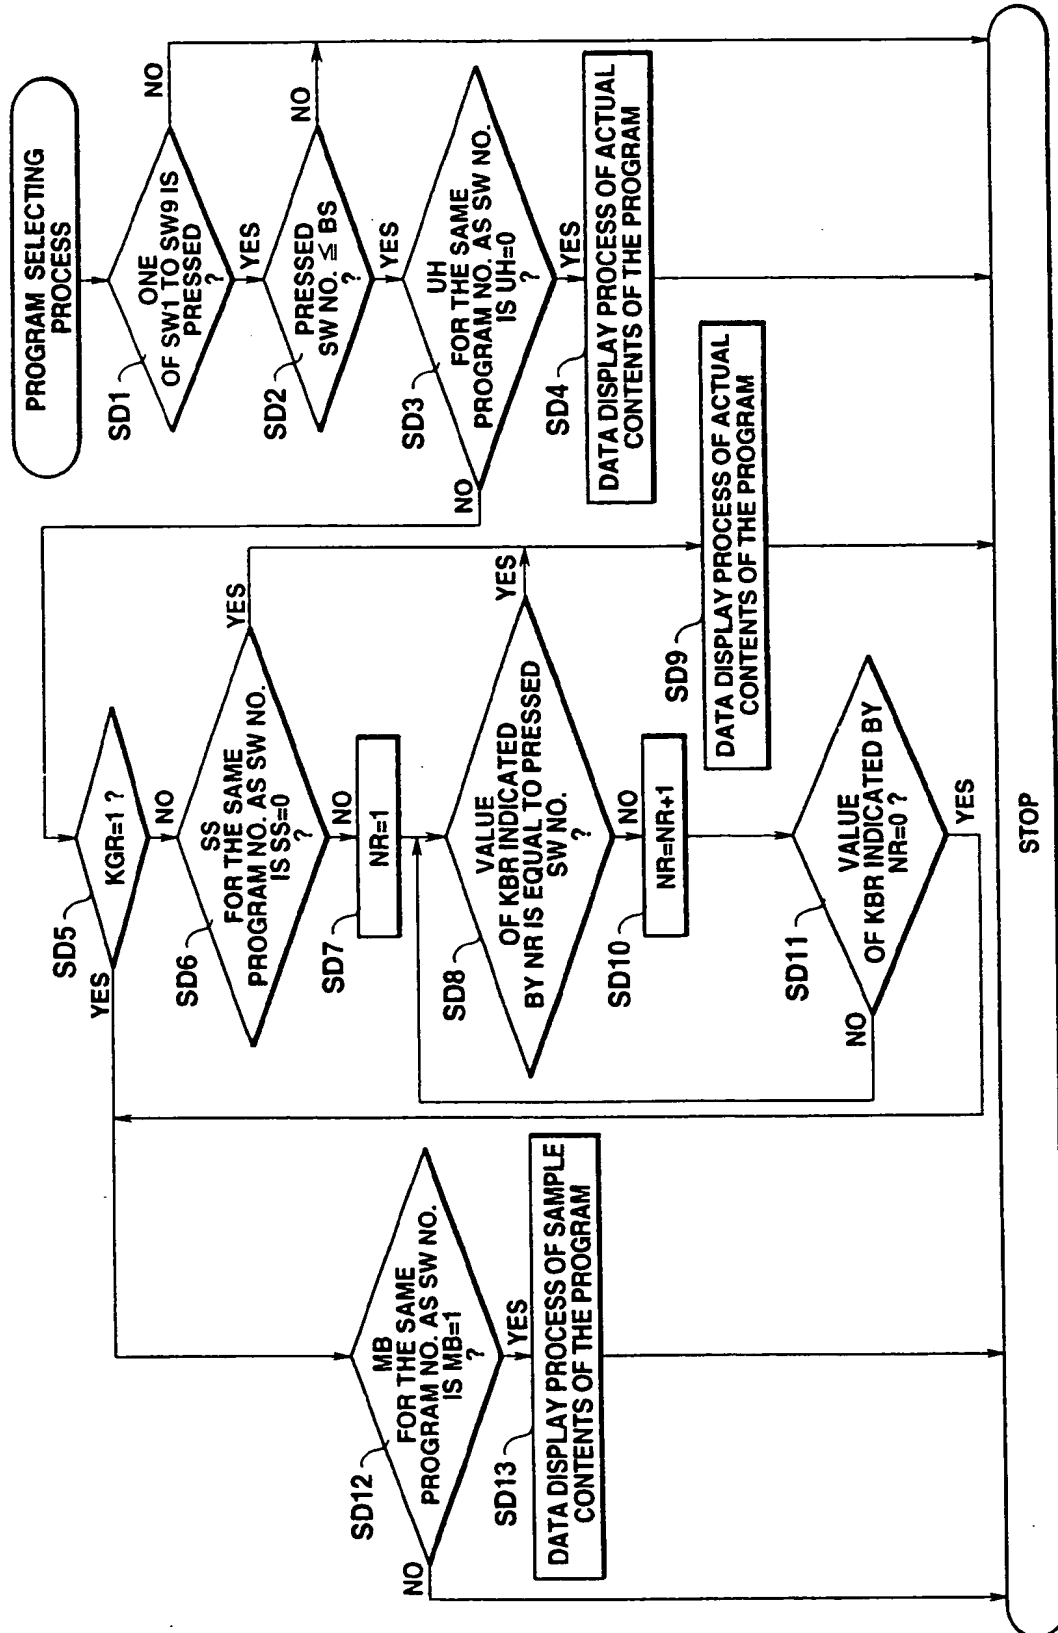 PROGRAM SELECTING
PROCESS
SD1
ONE
OF SW1 TO SW9 IS
PRESSED
?
NO
YES
SD2
PRESSED
SW NO. ≦ BS
?
NO
YES
SD3
UH
FOR THE SAME
PROGRAM NO. AS SW NO.
IS UH=0
?
NO
YES
SD4
DATA DISPLAY PROCESS OF ACTUAL
CONTENTS OF THE PROGRAM
SD5
KGR=1 ?
YES
NO
SD6
SS
FOR THE SAME
PROGRAM NO. AS SW NO.
IS SS=0
?
YES
NO
SD7
NR=1
SD8
VALUE
OF KBR INDICATED
BY NR IS EQUAL TO PRESSED
SW NO.
?
YES
NO
SD9
DATA DISPLAY PROCESS OF ACTUAL
CONTENTS OF THE PROGRAM
SD10
NR=NR+1
SD11
VALUE
OF KBR INDICATED BY
NR=0 ?
NO
YES
SD12
MB
FOR THE SAME
PROGRAM NO. AS SW NO.
IS MB=1
?
NO
YES
SD13
DATA DISPLAY PROCESS OF SAMPLE
CONTENTS OF THE PROGRAM
STOP